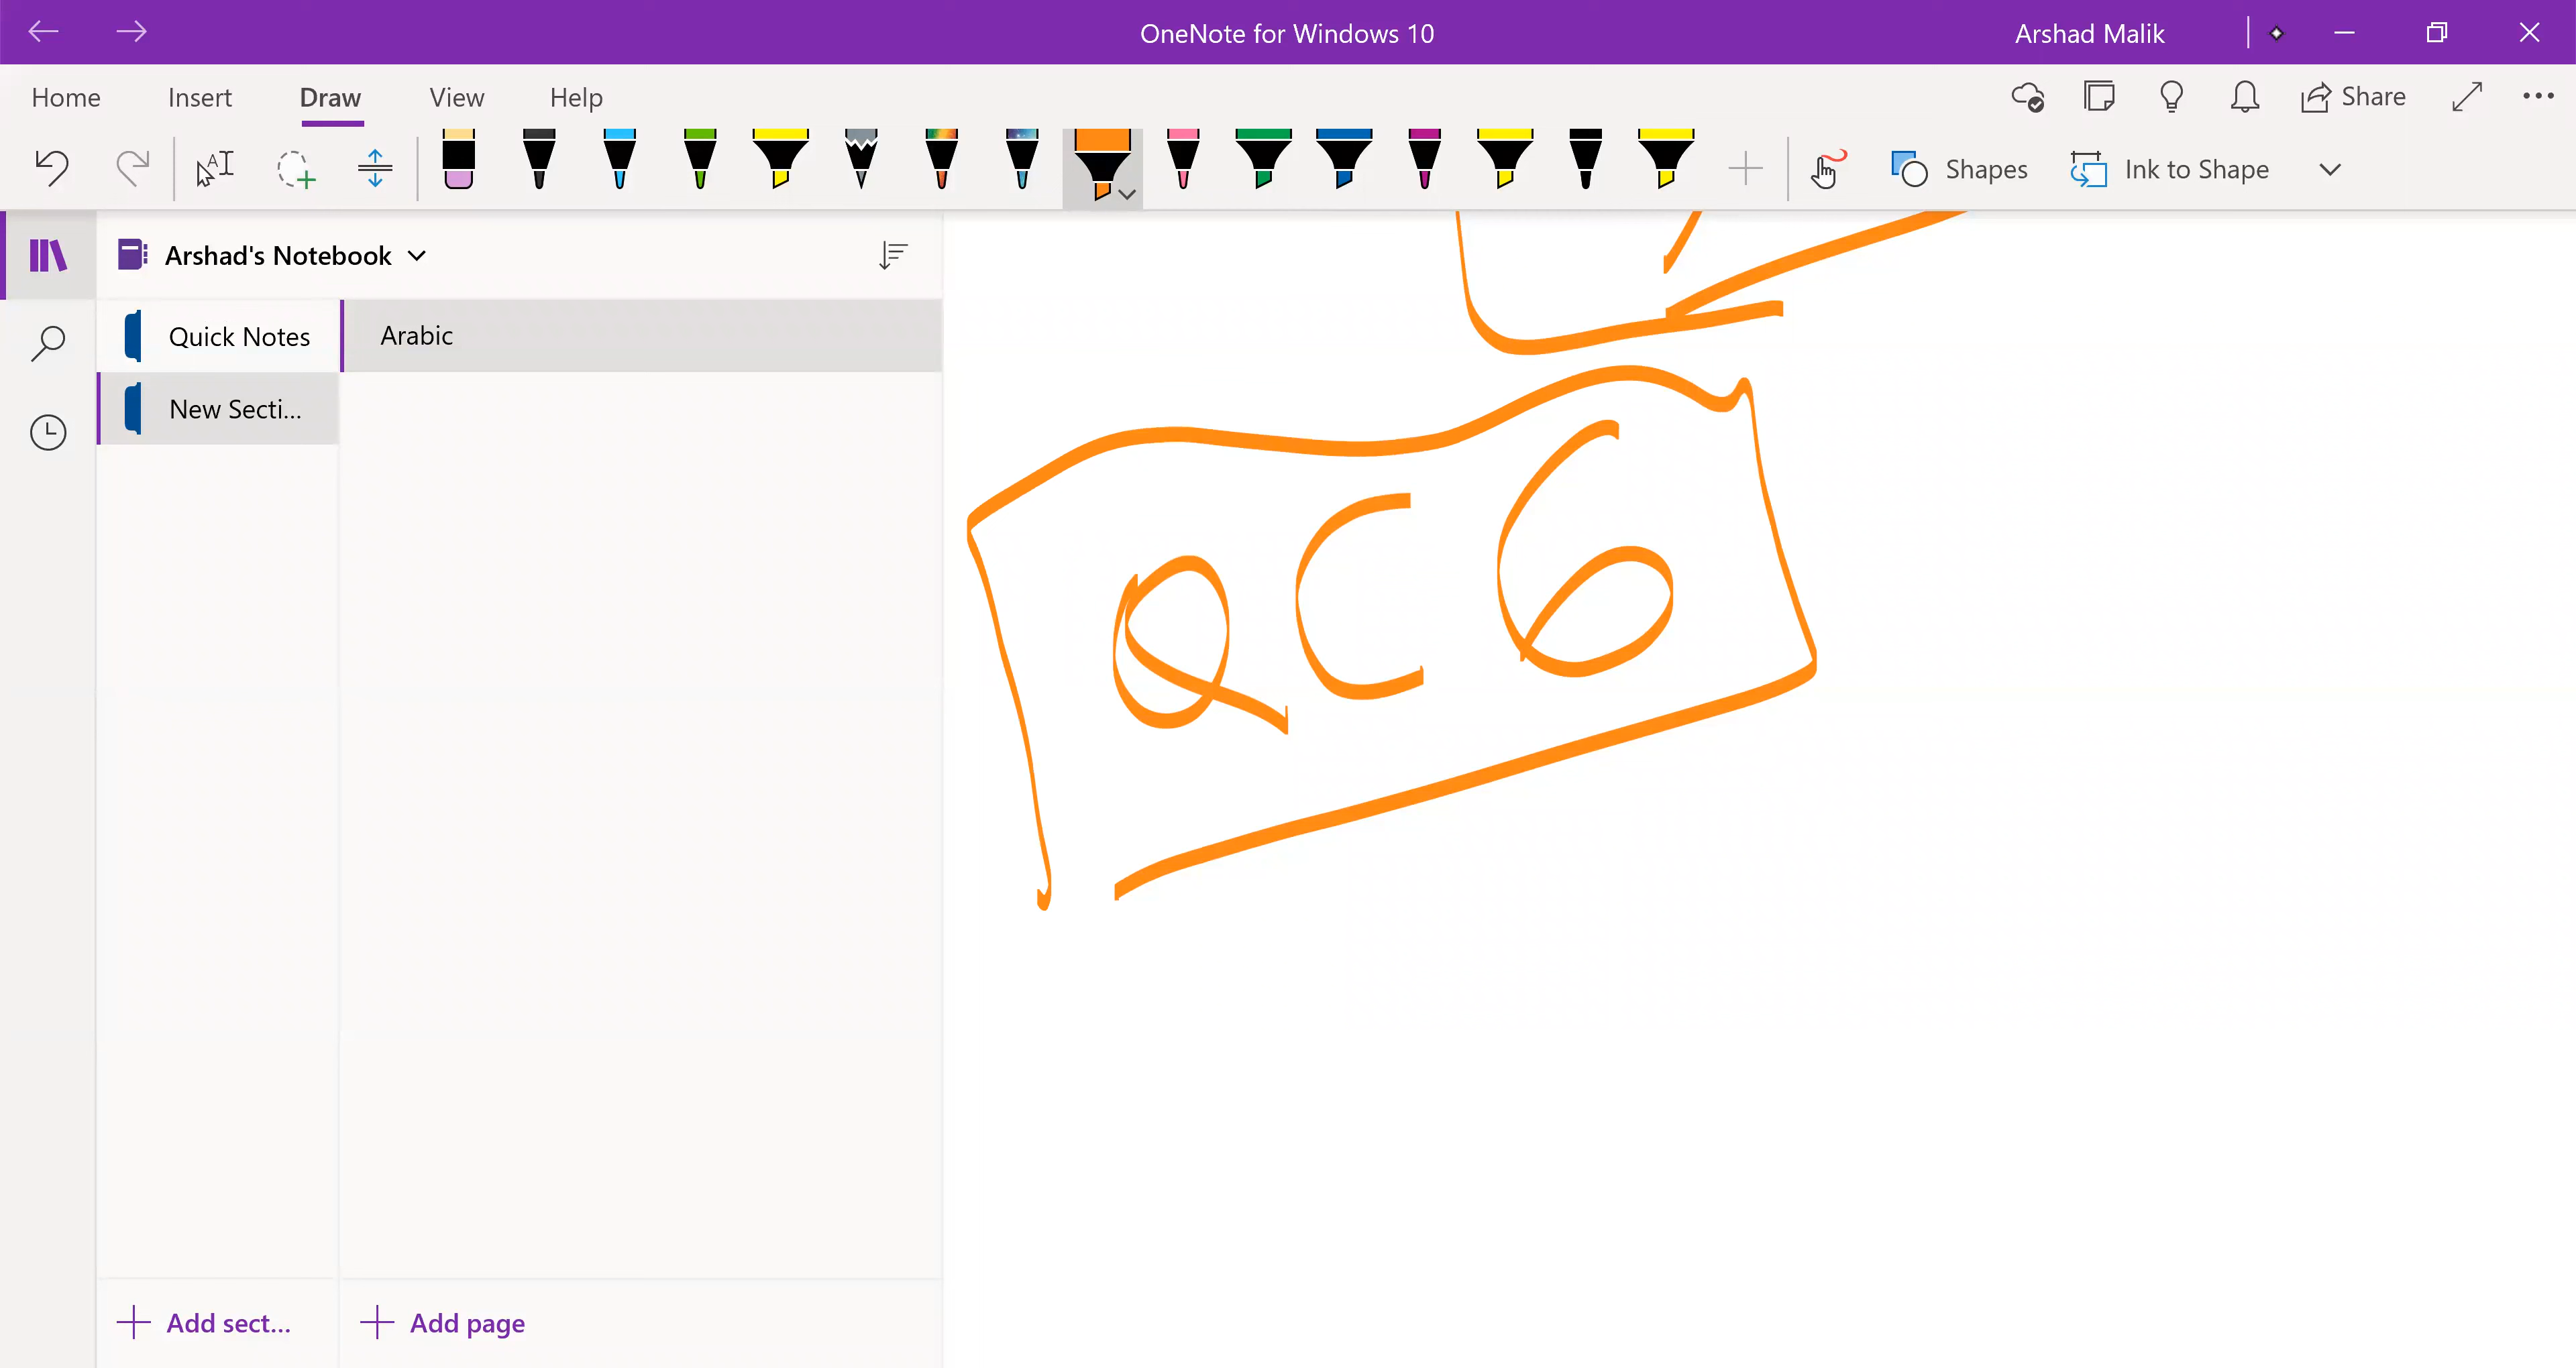 OneNote for Windows 10
Arshad Malik
Home Insert Draw View Help
Share
Shapes
Ink to Shape
Arshad's Notebook
Quick Notes
Arabic
New Secti...
QC6
Add sect...
Add page